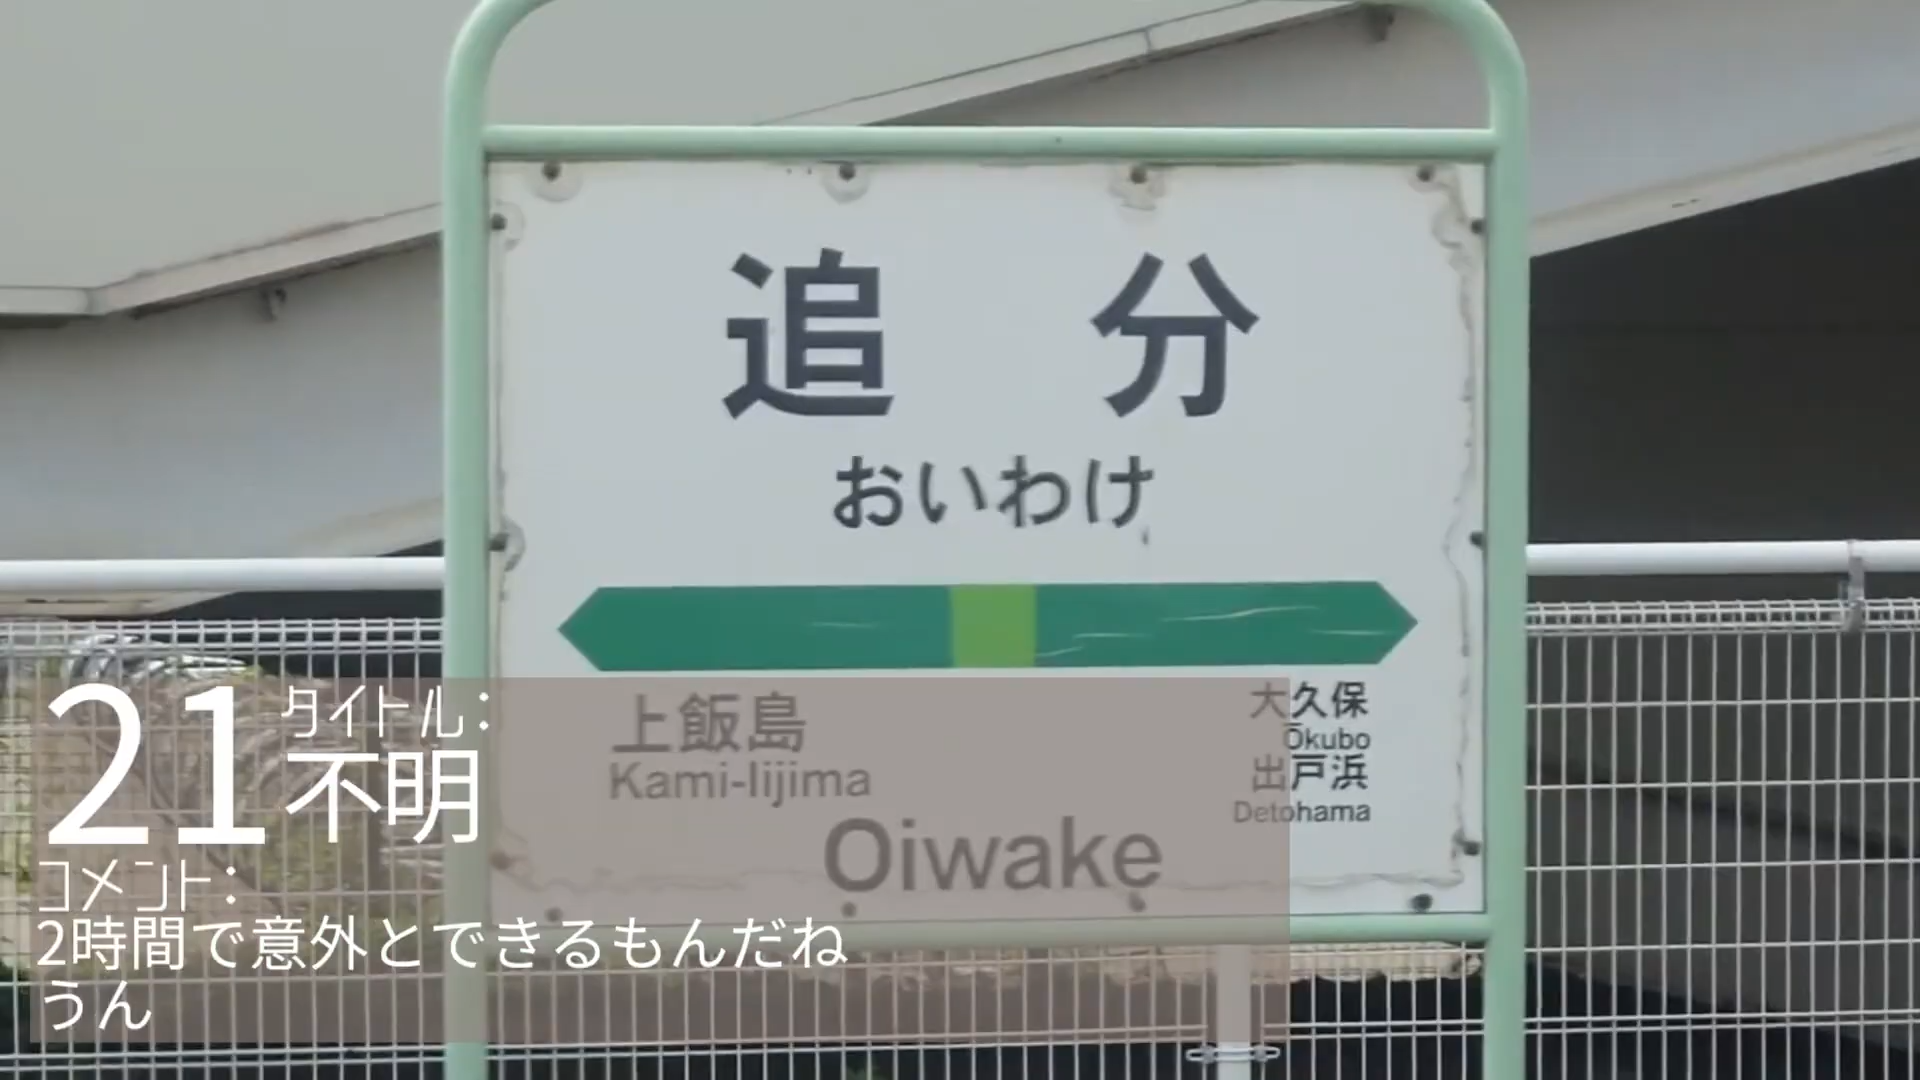 追分
おいわけ
上飯島
Kami-Iijima
大久保
Ōkubo
出戸浜
Detohama
Oiwake
21
タイトル：
不明
コメント：
2時間で意外とできるもんだね
うん